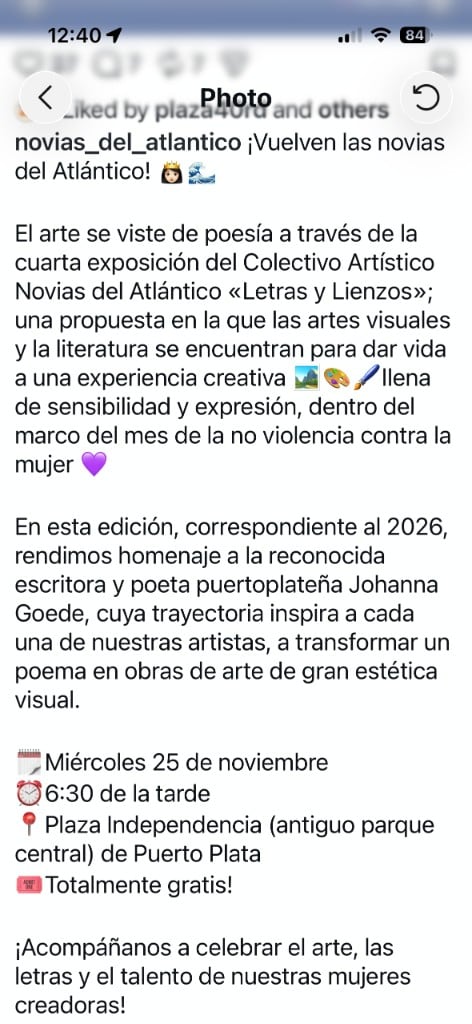 12:40
84
Photo
Liked by plaza40rd and others
novias_del_atlantico ¡Vuelven las novias
del Atlántico! 👸🏻🌊
El arte se viste de poesía a través de la
cuarta exposición del Colectivo Artístico
Novias del Atlántico «Letras y Lienzos»;
una propuesta en la que las artes visuales
y la literatura se encuentran para dar vida
a una experiencia creativa 🏞️🎨🖌️llena
de sensibilidad y expresión, dentro del
marco del mes de la no violencia contra la
mujer 💜
En esta edición, correspondiente al 2026,
rendimos homenaje a la reconocida
escritora y poeta puertoplateña Johanna
Goede, cuya trayectoria inspira a cada
una de nuestras artistas, a transformar un
poema en obras de arte de gran estética
visual.
🗓️Miércoles 25 de noviembre
⏰6:30 de la tarde
📍Plaza Independencia (antiguo parque
central) de Puerto Plata
🎟️Totalmente gratis!
¡Acompáñanos a celebrar el arte, las
letras y el talento de nuestras mujeres
creadoras!